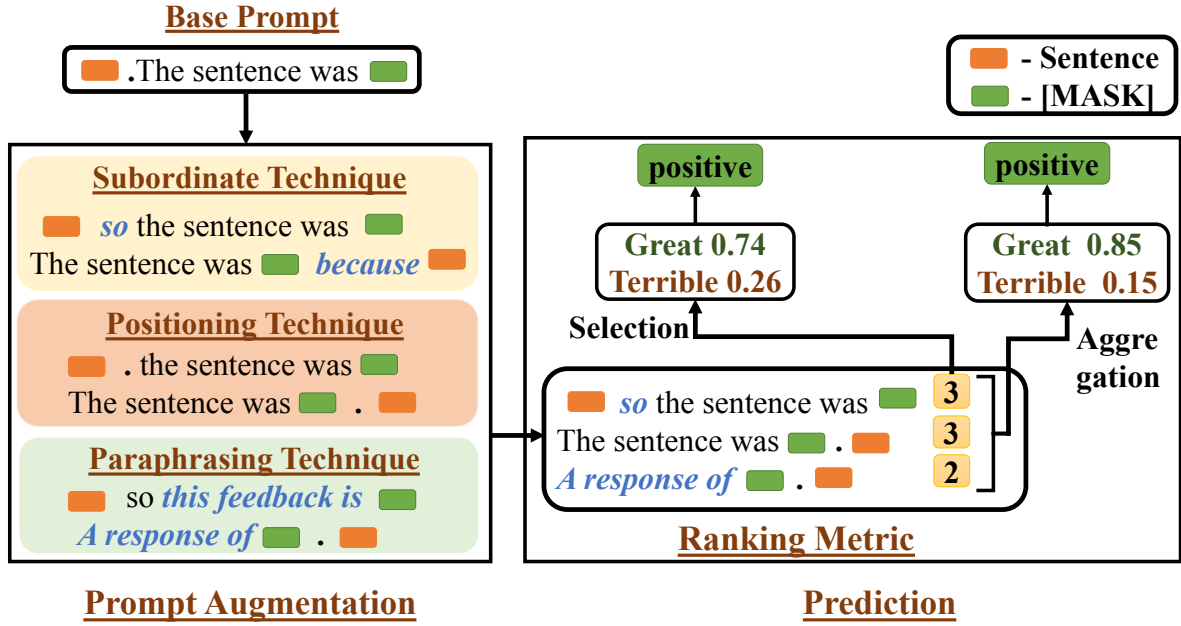 Base Prompt
.The sentence was
- Sentence
- [MASK]
Subordinate Technique
so the sentence was
The sentence was because
Positioning Technique
. the sentence was
The sentence was .
Paraphrasing Technique
so this feedback is
A response of .
Prompt Augmentation
positive
positive
Great 0.74
Terrible 0.26
Great 0.85
Terrible 0.15
Selection
Aggre
gation
so the sentence was 3
The sentence was . 3
A response of . 2
Ranking Metric
Prediction